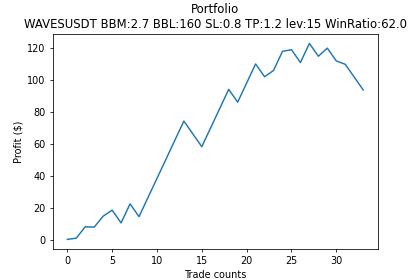 Portfolio
WAVESUSDT BBM:2.7 BBL:160 SL:0.8 TP:1.2 lev:15 WinRatio:62.0
120
100
80
60
40
20
0
Profit ($)
0 5 10 15 20 25 30
Trade counts